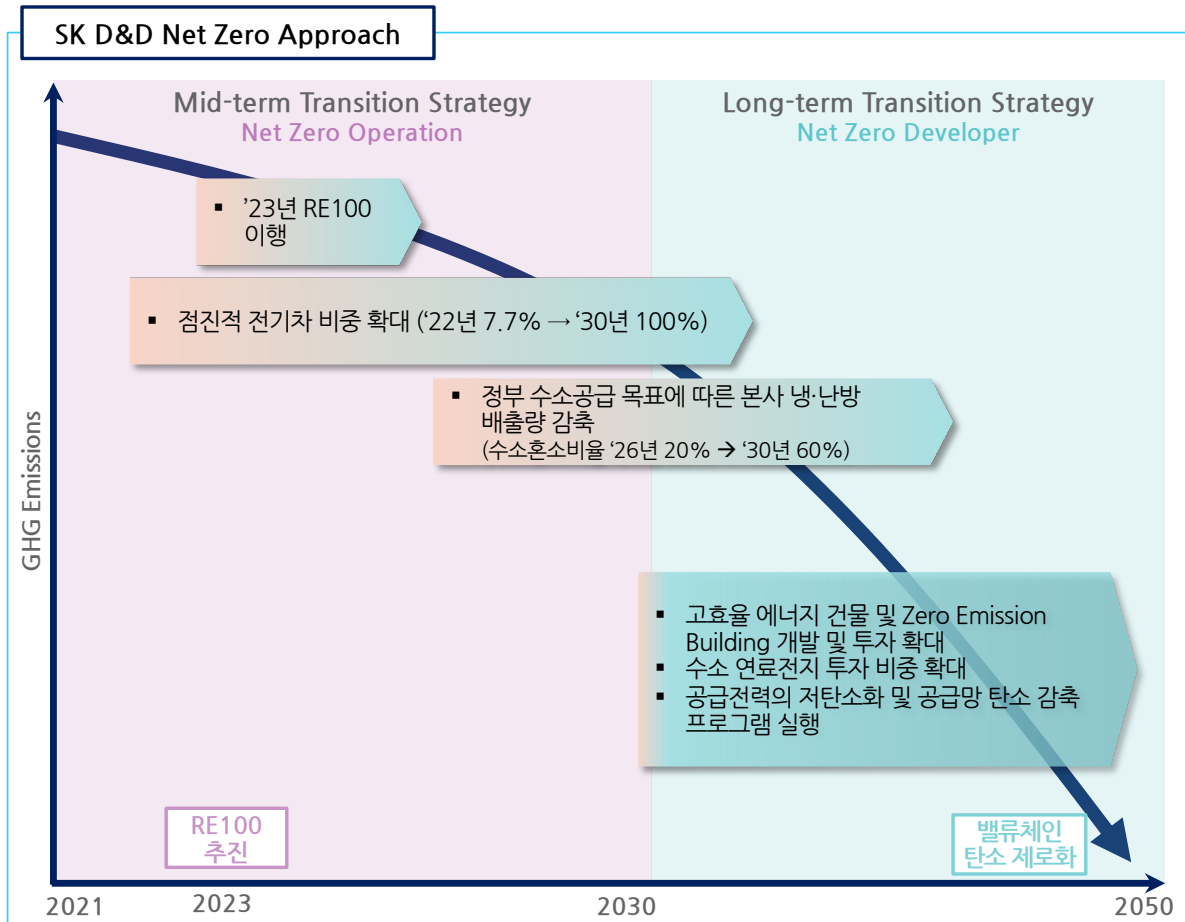 SK D&D Net Zero Approach
Mid-term Transition Strategy
Net Zero Operation
Long-term Transition Strategy
Net Zero Developer
▪ ’23년 RE100
이행
▪ 점진적 전기차 비중 확대 (‘22년 7.7% → ‘30년 100%)
▪ 정부 수소공급 목표에 따른 본사 냉·난방
배출량 감축
(수소혼소비율 ‘26년 20% → ‘30년 60%)
GHG Emissions
▪ 고효율 에너지 건물 및 Zero Emission
Building 개발 및 투자 확대
▪ 수소 연료전지 투자 비중 확대
▪ 공급전력의 저탄소화 및 공급망 탄소 감축
프로그램 실행
RE100
추진
밸류체인
탄소 제로화
2021
2023
2030
2050